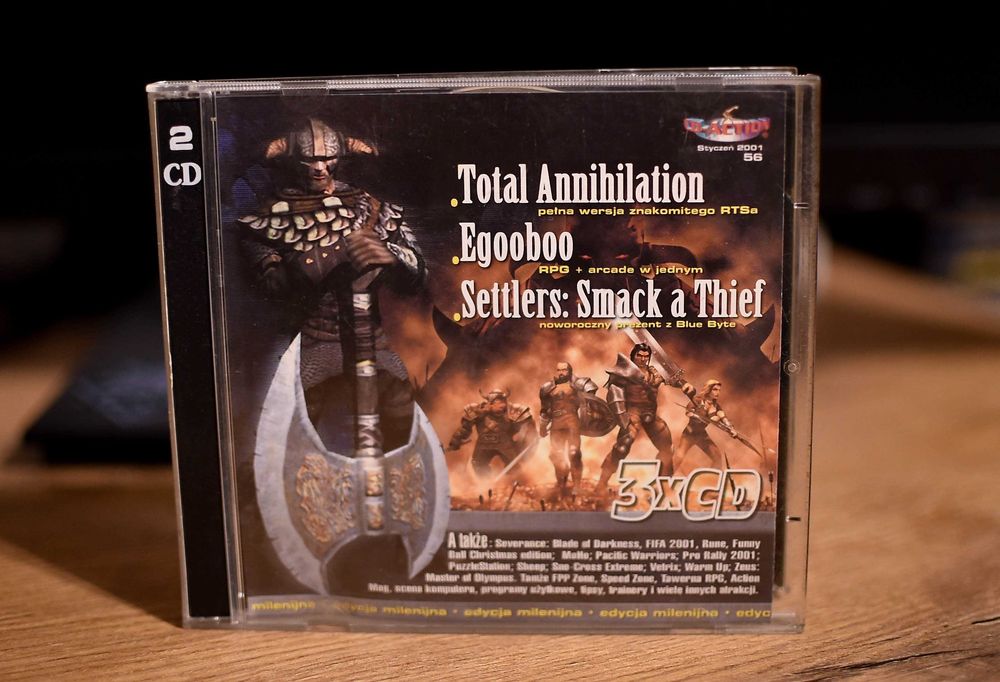 2
CD
CD-ACTION
Styczeń 2001
56
.Total Annihilation
pełna wersja znakomitego RTSa
.Egooboo
RPG + arcade w jednym
.Settlers: Smack a Thief
noworoczny prezent z Blue Byte
3xCD
A także: Severance: Blade of Darkness, FIFA 2001, Rune, Funny
Ball Christmas edition; MoHo; Pacific Warriors; Pro Rally 2001;
PuzzleStation; Sheep; Sno-Cross Extreme; Velvix; Warm Up; Zeus:
Master of Olympus. Tamże FPP Zone, Speed Zone, Tawerna RPG, Action
Mag, scena komputera, programy użytkowe, tipsy, trainery i wiele innych atrakcji.
milenijna • edycja milenijna • edycja milenijna • edycja milenijna • edyc